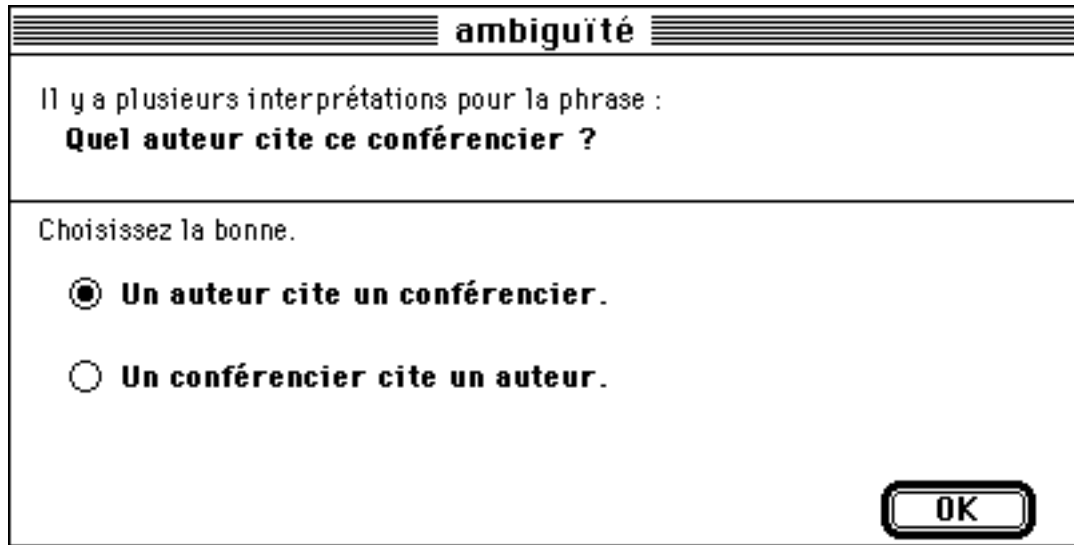 ambiguïté
Il y a plusieurs interprétations pour la phrase :
Quel auteur cite ce conférencier ?
Choisissez la bonne.
Un auteur cite un conférencier.
Un conférencier cite un auteur.
OK